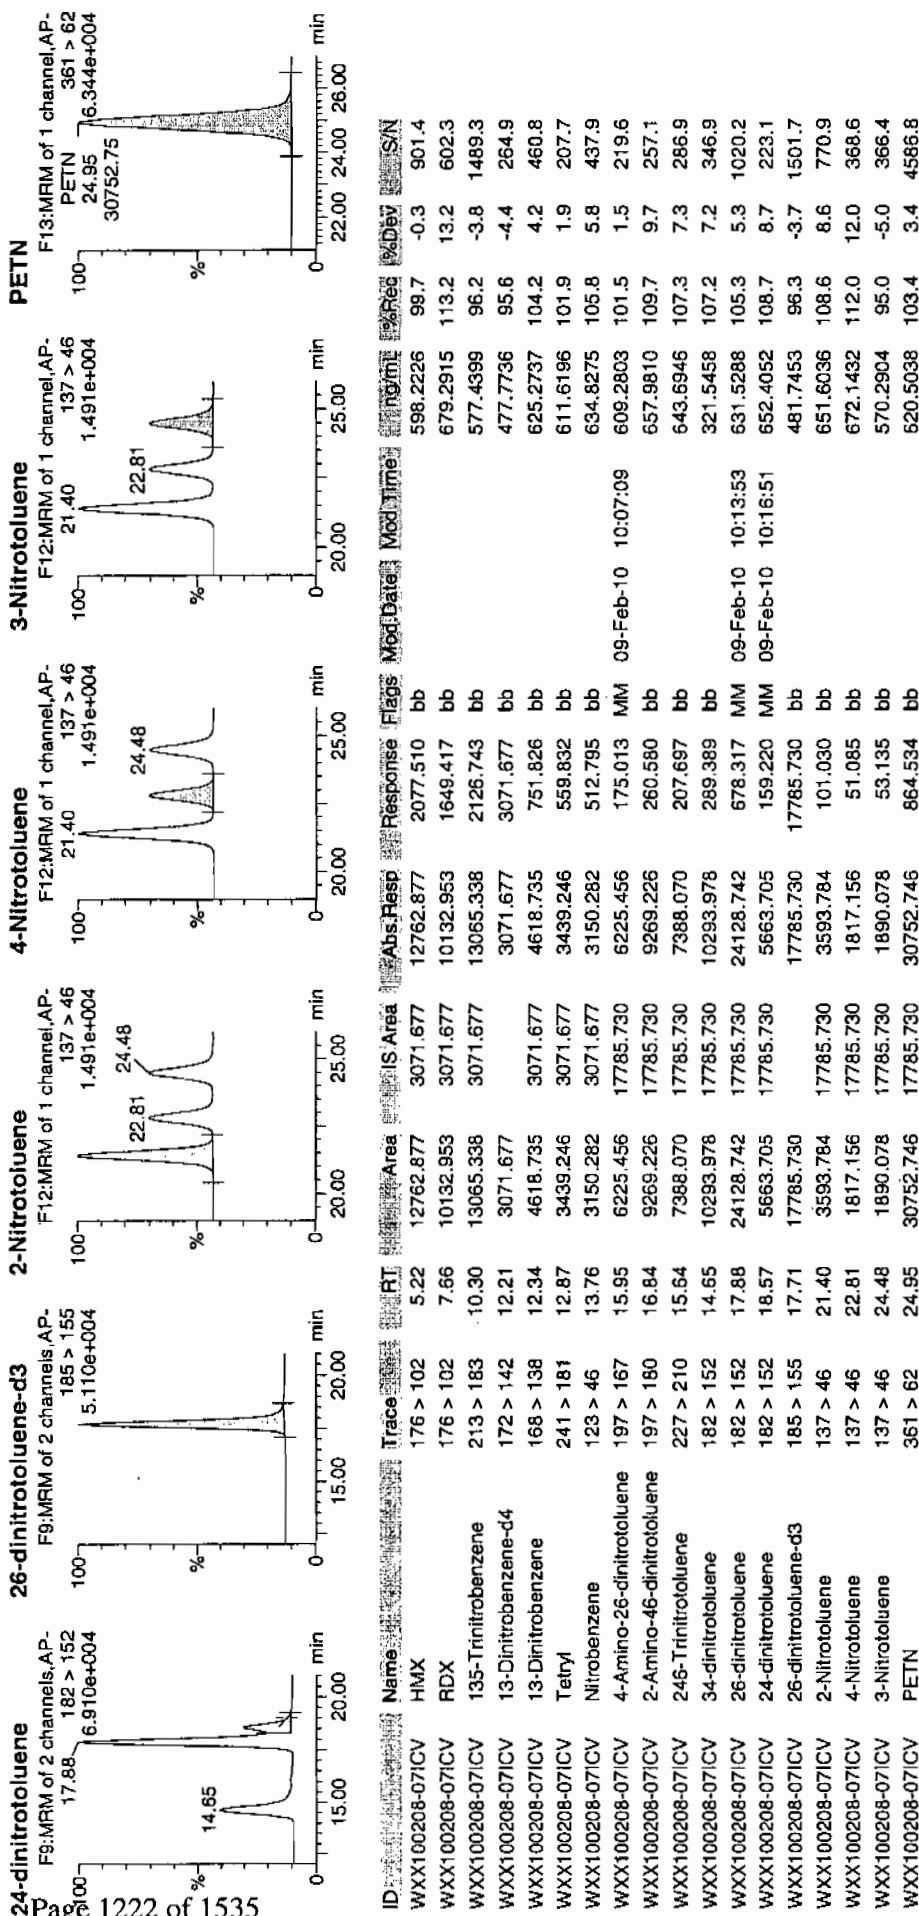 24-dinitrotoluene
F9:MRM of 2 channels,AP-
182 > 152
17.88
6.910e+004
100
%
14.65
0
15.00
20.00
min
26-dinitrotoluene-d3
F9:MRM of 2 channels,AP-
185 > 155
5.110e+004
100
%
0
15.00
20.00
min
2-Nitrotoluene
F12:MRM of 1 channel,AP-
137 > 46
1.491e+004
100
%
22.81
24.48
0
20.00
25.00
min
4-Nitrotoluene
F12:MRM of 1 channel,AP-
21.40
137 > 46
1.491e+004
100
%
24.48
0
20.00
25.00
min
3-Nitrotoluene
F12:MRM of 1 channel,AP-
21.40
137 > 46
1.491e+004
100
%
22.81
0
20.00
25.00
min
PETN
F13:MRM of 1 channel,AP-
PETN
361 > 62
24.95
6.344e+004
30752.75
100
%
0
22.00
24.00
26.00
min
ID Name Trace RT Area IS Area Abs.Resp Response Flags Mod.Date Mod.Time ng/mL %Rec %Dev S/N
WXX100208-07ICV HMX 176 > 102 5.22 12762.877 3071.677 12762.877 2077.510 bb 598.2226 99.7 -0.3 901.4
WXX100208-07ICV RDX 176 > 102 7.66 10132.953 3071.677 10132.953 1649.417 bb 679.2915 113.2 13.2 602.3
WXX100208-07ICV 135-Trinitrobenzene 213 > 183 10.30 13065.338 3071.677 13065.338 2126.743 bb 577.4399 96.2 -3.8 1489.3
WXX100208-07ICV 13-Dinitrobenzene-d4 172 > 142 12.21 3071.677 3071.677 3071.677 bb 477.7736 95.6 -4.4 264.9
WXX100208-07ICV 13-Dinitrobenzene 168 > 138 12.34 4618.735 3071.677 4618.735 751.826 bb 625.2737 104.2 4.2 460.8
WXX100208-07ICV Tetryl 241 > 181 12.87 3439.246 3071.677 3439.246 559.832 bb 611.6196 101.9 1.9 207.7
WXX100208-07ICV Nitrobenzene 123 > 46 13.76 3150.282 3071.677 3150.282 512.795 bb 634.8275 105.8 5.8 437.9
WXX100208-07ICV 4-Amino-26-dinitrotoluene 197 > 167 15.95 6225.456 17785.730 6225.456 175.013 MM 09-Feb-10 10:07:09 609.2803 101.5 1.5 219.6
WXX100208-07ICV 2-Amino-46-dinitrotoluene 197 > 180 16.84 9269.226 17785.730 9269.226 260.580 bb 657.9810 109.7 9.7 257.1
WXX100208-07ICV 246-Trinitrotoluene 227 > 210 15.64 7388.070 17785.730 7388.070 207.697 bb 643.6946 107.3 7.3 286.9
WXX100208-07ICV 34-dinitrotoluene 182 > 152 14.65 10293.978 17785.730 10293.978 289.389 bb 321.5458 107.2 7.2 346.9
WXX100208-07ICV 26-dinitrotoluene 182 > 152 17.88 24128.742 17785.730 24128.742 678.317 MM 09-Feb-10 10:13:53 631.5288 105.3 5.3 1020.2
WXX100208-07ICV 24-dinitrotoluene 182 > 152 18.57 5663.705 17785.730 5663.705 159.220 MM 09-Feb-10 10:16:51 652.4052 108.7 8.7 223.1
WXX100208-07ICV 26-dinitrotoluene-d3 185 > 155 17.71 17785.730 17785.730 17785.730 bb 481.7453 96.3 -3.7 1501.7
WXX100208-07ICV 2-Nitrotoluene 137 > 46 21.40 3593.784 17785.730 3593.784 101.030 bb 651.6036 108.6 8.6 770.9
WXX100208-07ICV 4-Nitrotoluene 137 > 46 22.81 1817.156 17785.730 1817.156 51.085 bb 672.1432 112.0 12.0 368.6
WXX100208-07ICV 3-Nitrotoluene 137 > 46 24.48 1890.078 17785.730 1890.078 53.135 bb 570.2904 95.0 -5.0 366.4
WXX100208-07ICV PETN 361 > 62 24.95 30752.746 17785.730 30752.746 864.534 bb 620.5038 103.4 3.4 4586.8
Page 1222 of 1535